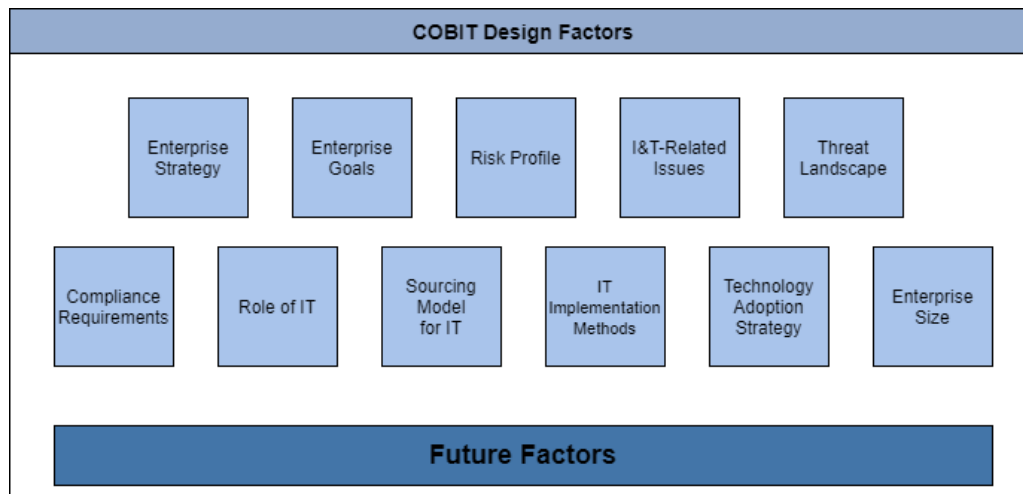 COBIT Design Factors
Enterprise
Strategy
Enterprise
Goals
Risk Profile
I&T-Related
Issues
Threat
Landscape
Compliance
Requirements
Role of IT
Sourcing
Model
for IT
IT
Implementation
Methods
Technology
Adoption
Strategy
Enterprise
Size
Future Factors